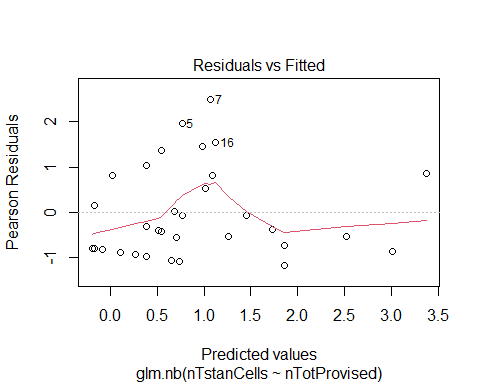 Residuals vs Fitted
Pearson Residuals
2
1
0
-1
7
5
16
0.0 0.5 1.0 1.5 2.0 2.5 3.0 3.5
Predicted values
glm.nb(nTstanCells ~ nTotProvised)